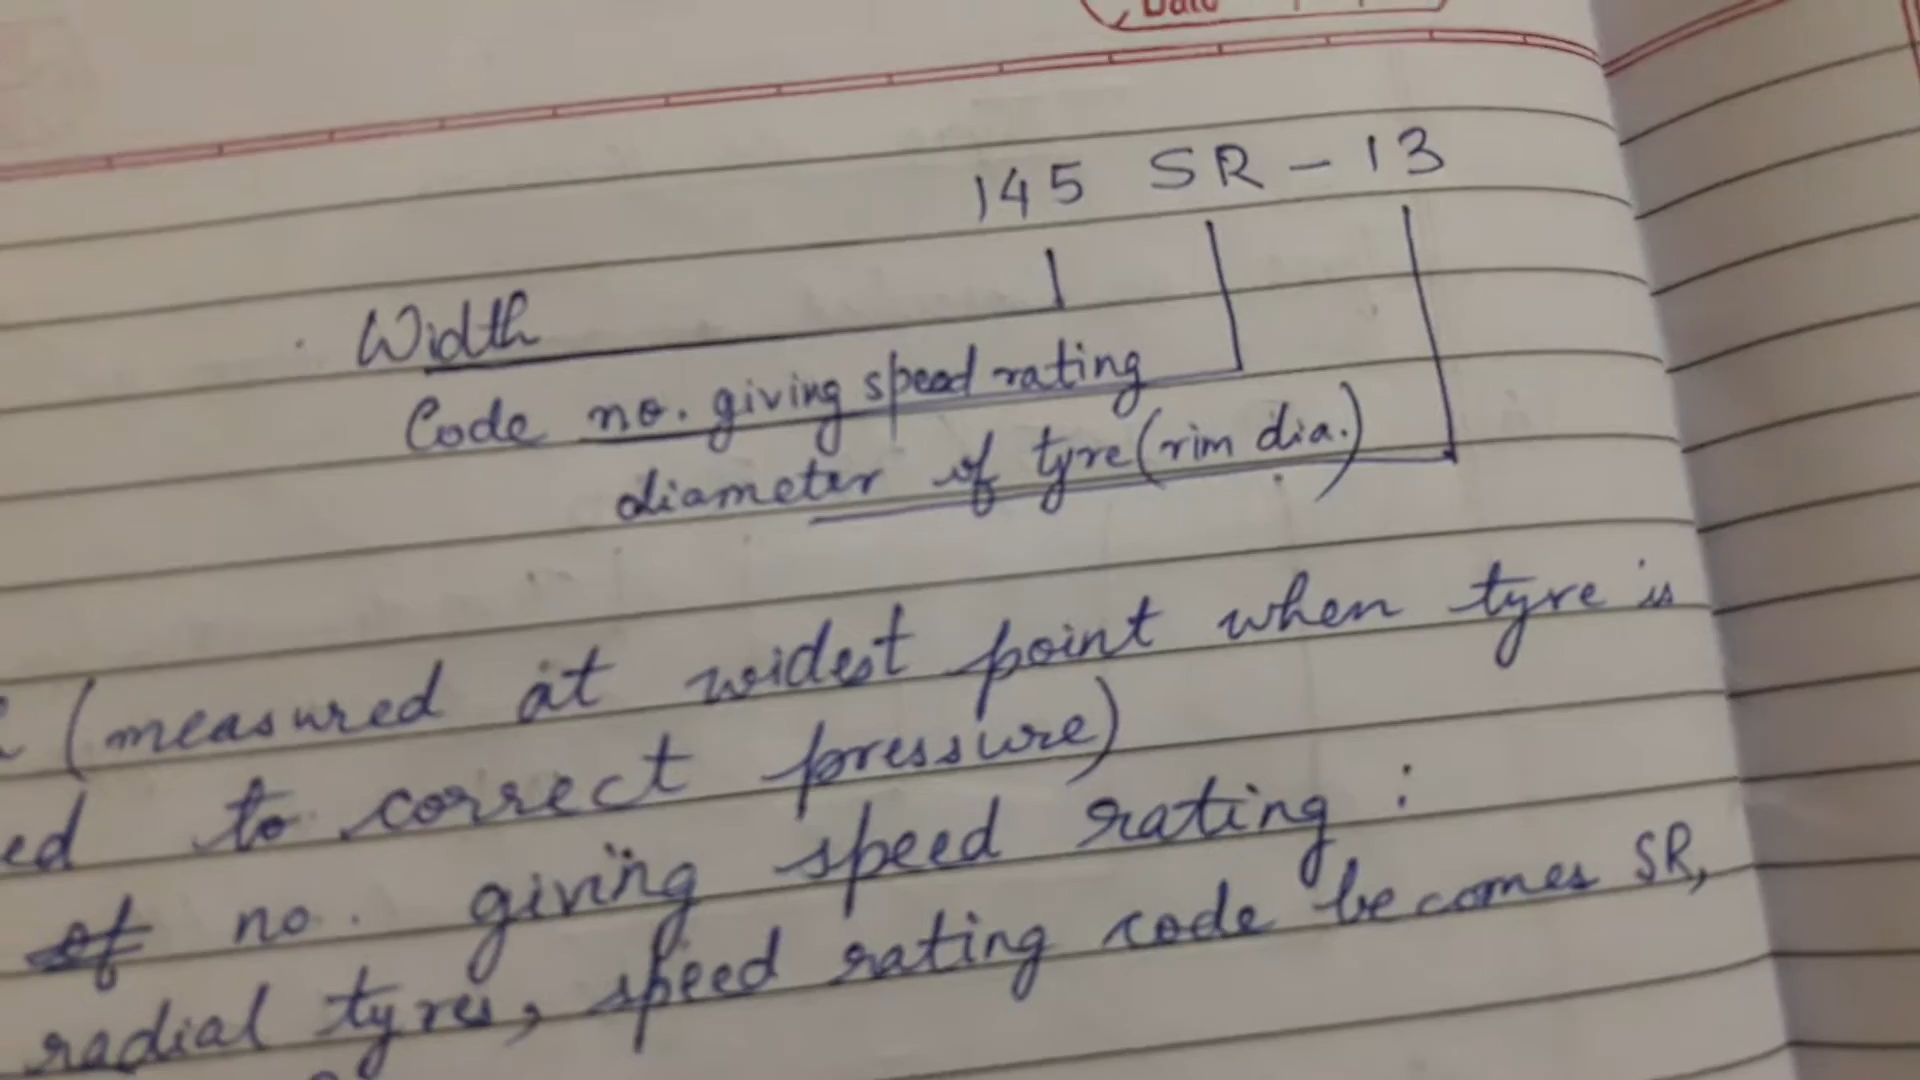 Date
145 SR - 13
Width
Code no. giving speed rating
diameter of tyre (rim dia.)
(measured at widest point when tyre is
ed to correct pressure)
of no. giving speed rating :
radial tyres, speed rating code becomes SR,